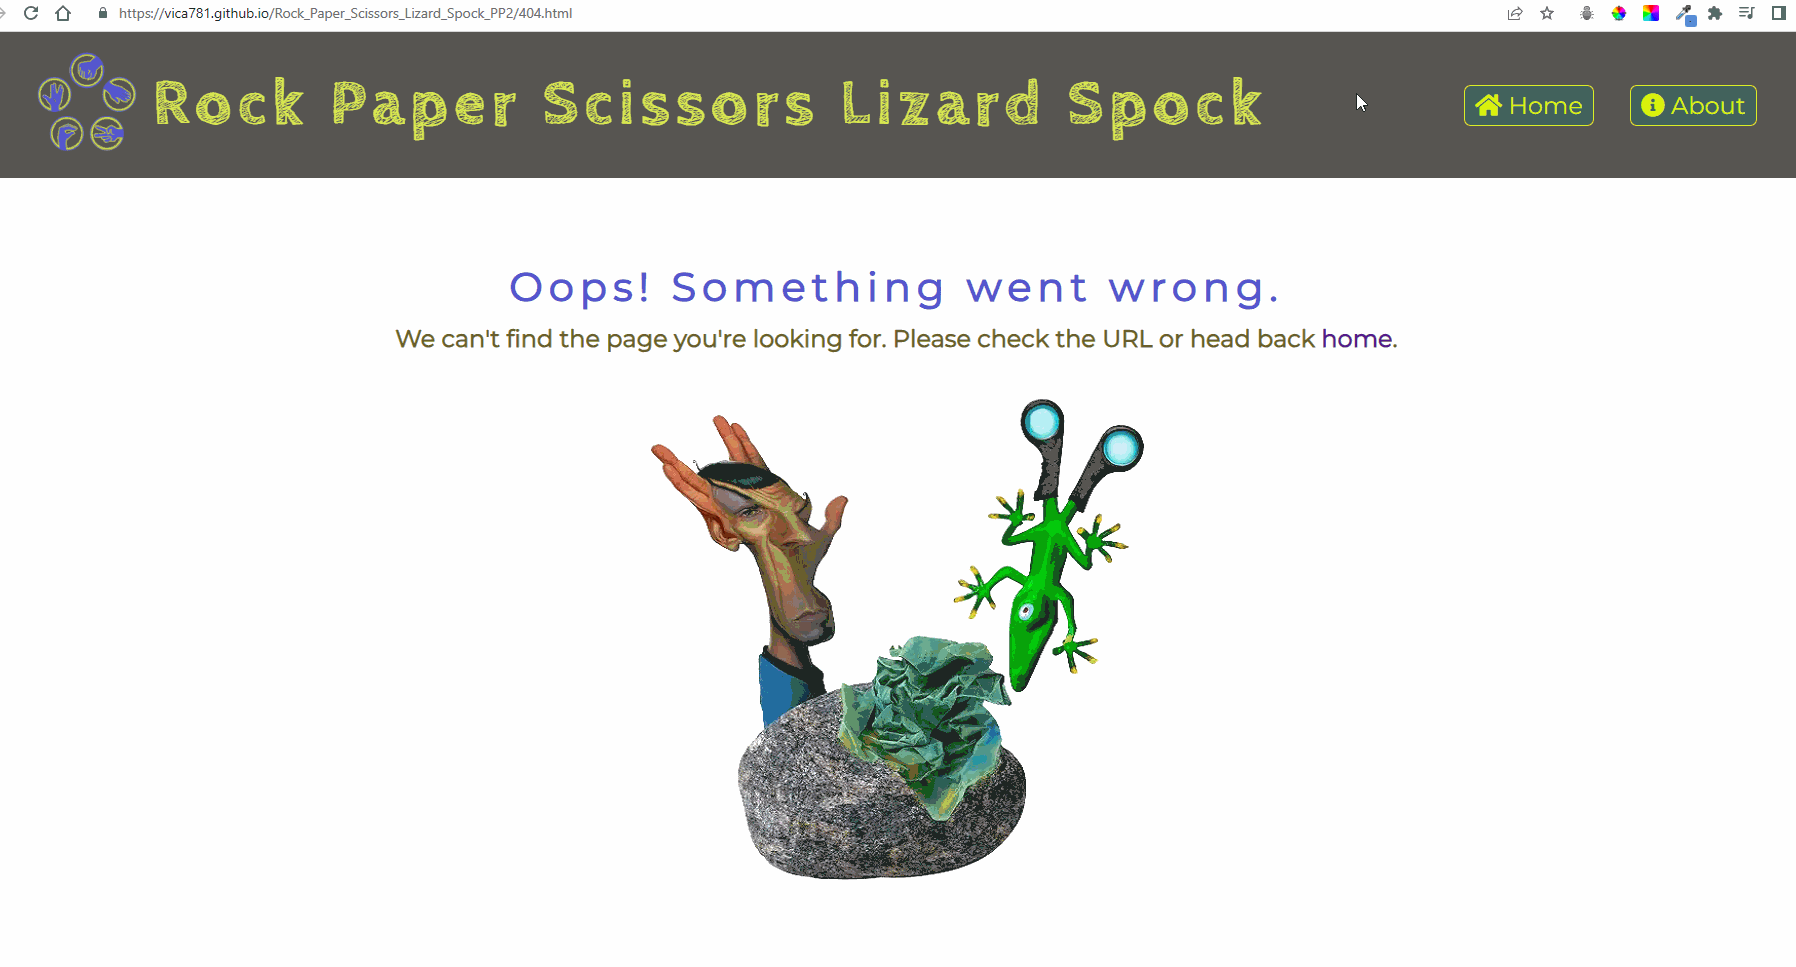 https://vica781.github.io/Rock_Paper_Scissors_Lizard_Spock_PP2/404.html
Rock Paper Scissors Lizard Spock
Home
About
Oops! Something went wrong.
We can't find the page you're looking for. Please check the URL or head back home.